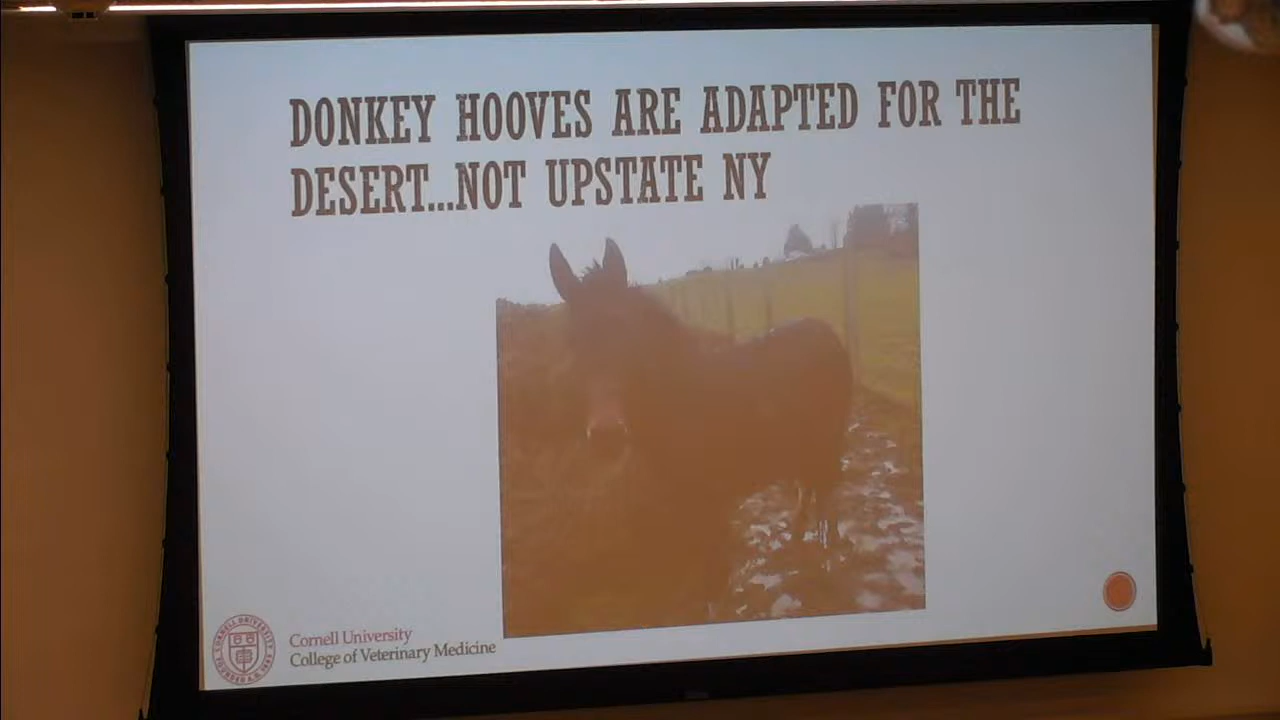 DONKEY HOOVES ARE ADAPTED FOR THE
DESERT...NOT UPSTATE NY
Cornell University
College of Veterinary Medicine